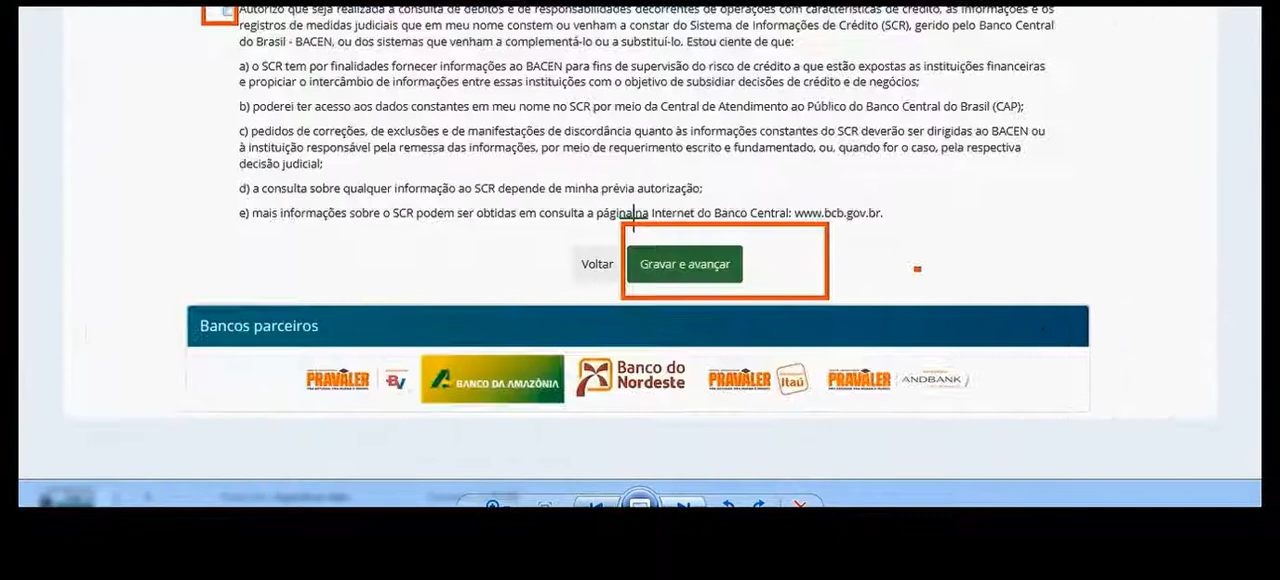 Autorizo que seja realizada a consulta de débitos e de responsabilidades decorrentes de operações com características de crédito, as informações e os
registros de medidas judiciais que em meu nome constem ou venham a constar do Sistema de Informações de Crédito (SCR), gerido pelo Banco Central
do Brasil - BACEN, ou dos sistemas que venham a complementá-lo ou a substituí-lo. Estou ciente de que:
a) o SCR tem por finalidades fornecer informações ao BACEN para fins de supervisão do risco de crédito a que estão expostas as instituições financeiras
e propiciar o intercâmbio de informações entre essas instituições com o objetivo de subsidiar decisões de crédito e de negócios;
b) poderei ter acesso aos dados constantes em meu nome no SCR por meio da Central de Atendimento ao Público do Banco Central do Brasil (CAP);
c) pedidos de correções, de exclusões e de manifestações de discordância quanto às informações constantes do SCR deverão ser dirigidas ao BACEN ou
à instituição responsável pela remessa das informações, por meio de requerimento escrito e fundamentado, ou, quando for o caso, pela respectiva
decisão judicial;
d) a consulta sobre qualquer informação ao SCR depende de minha prévia autorização;
e) mais informações sobre o SCR podem ser obtidas em consulta a página na Internet do Banco Central: www.bcb.gov.br.
Voltar Gravar e avançar
Bancos parceiros
PRAVALER BV BANCO DA AMAZÔNIA Banco do Nordeste PRAVALER Itaú PRAVALER ANDBANK